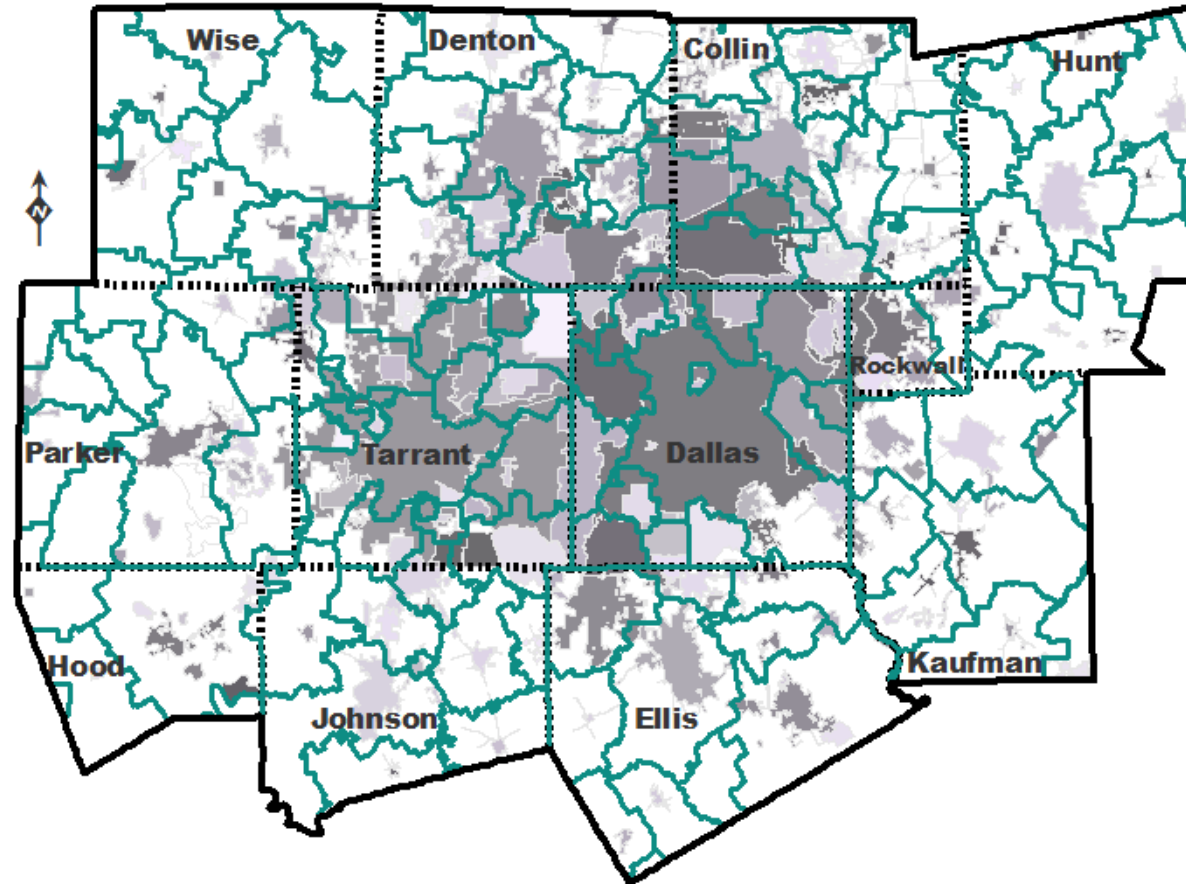 Wise
Denton
Collin
Hunt
N
Rockwall
Parker
Tarrant
Dallas
Hood
Kaufman
Johnson
Ellis